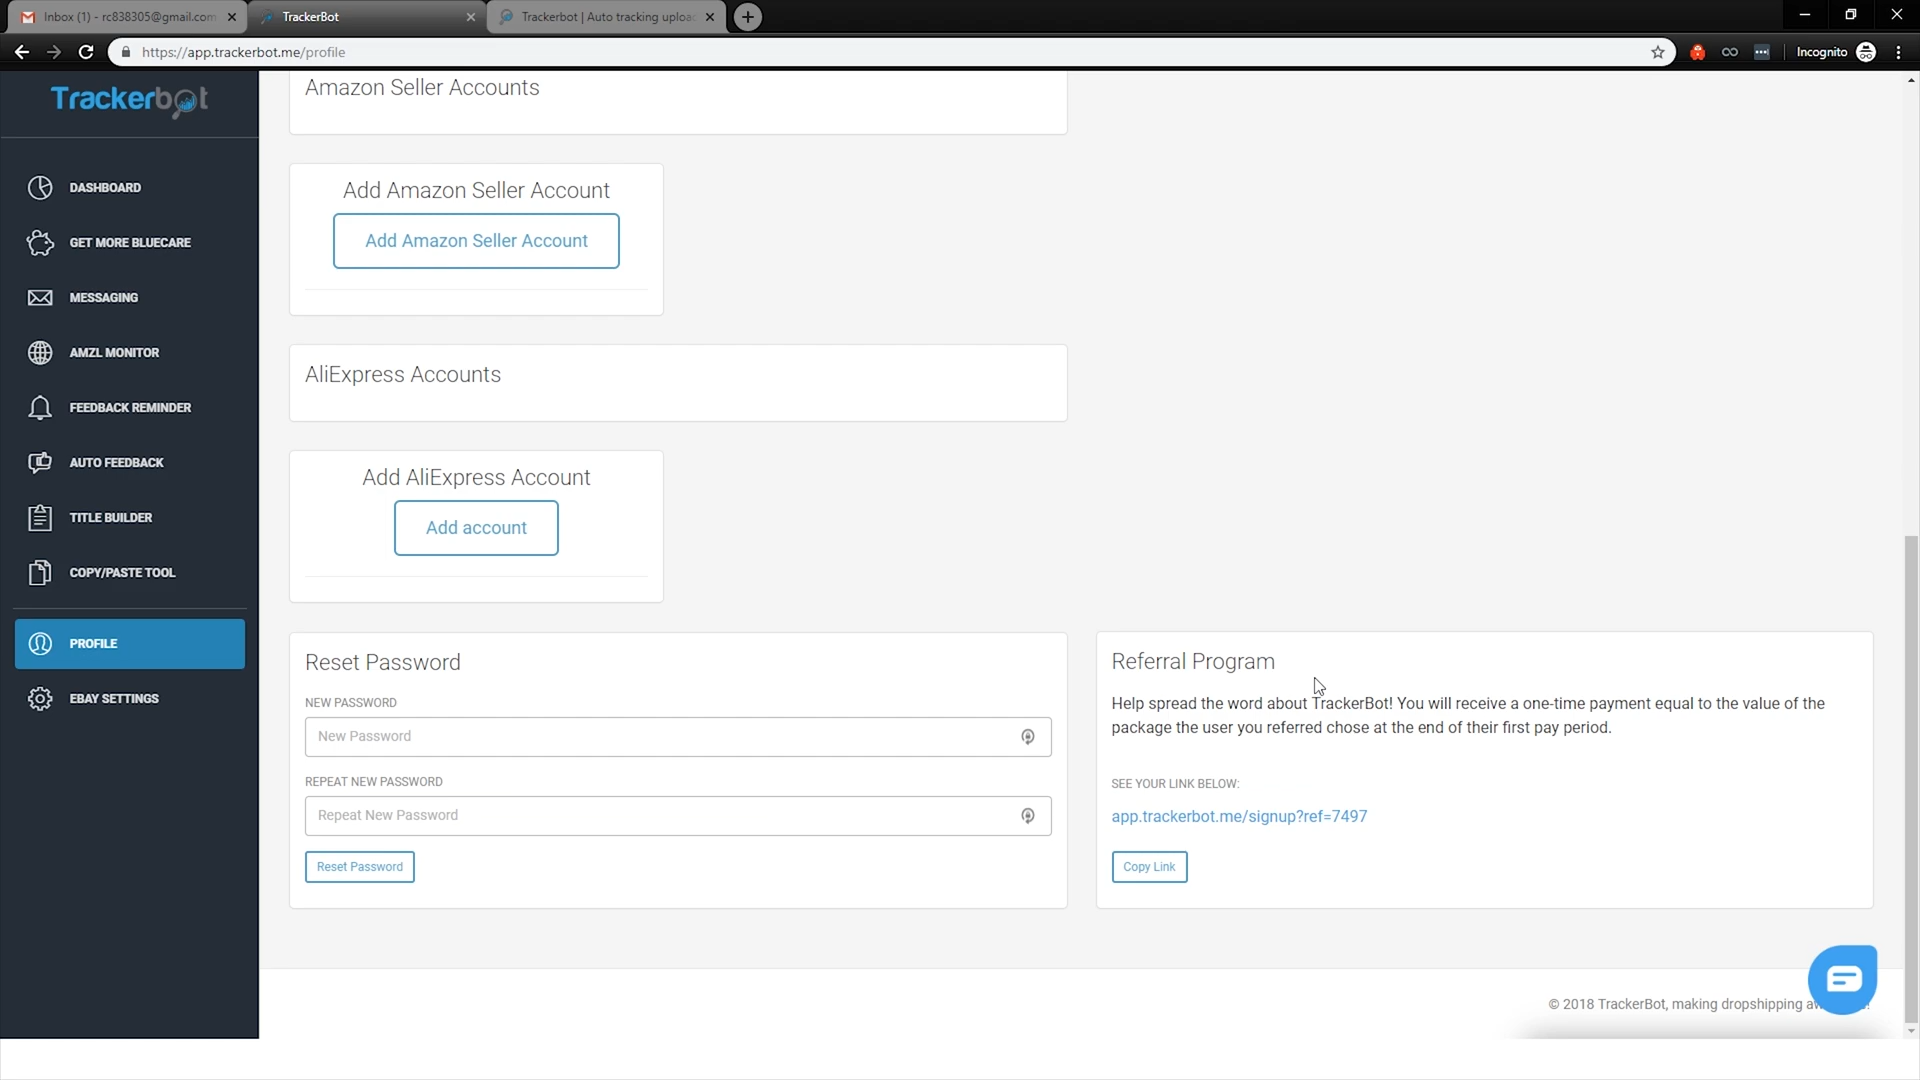 Inbox (1) - rc838305@gmail.com
TrackerBot
Trackerbot | Auto tracking uploa
https://app.trackerbot.me/profile
Incognito
Trackerbot
DASHBOARD
GET MORE BLUECARE
MESSAGING
AMZL MONITOR
FEEDBACK REMINDER
AUTO FEEDBACK
TITLE BUILDER
COPY/PASTE TOOL
PROFILE
EBAY SETTINGS
Amazon Seller Accounts
Add Amazon Seller Account
Add Amazon Seller Account
AliExpress Accounts
Add AliExpress Account
Add account
Reset Password
NEW PASSWORD
New Password
REPEAT NEW PASSWORD
Repeat New Password
Reset Password
Referral Program
Help spread the word about TrackerBot! You will receive a one-time payment equal to the value of the
package the user you referred chose at the end of their first pay period.
SEE YOUR LINK BELOW:
app.trackerbot.me/signup?ref=7497
Copy Link
© 2018 TrackerBot, making dropshipping